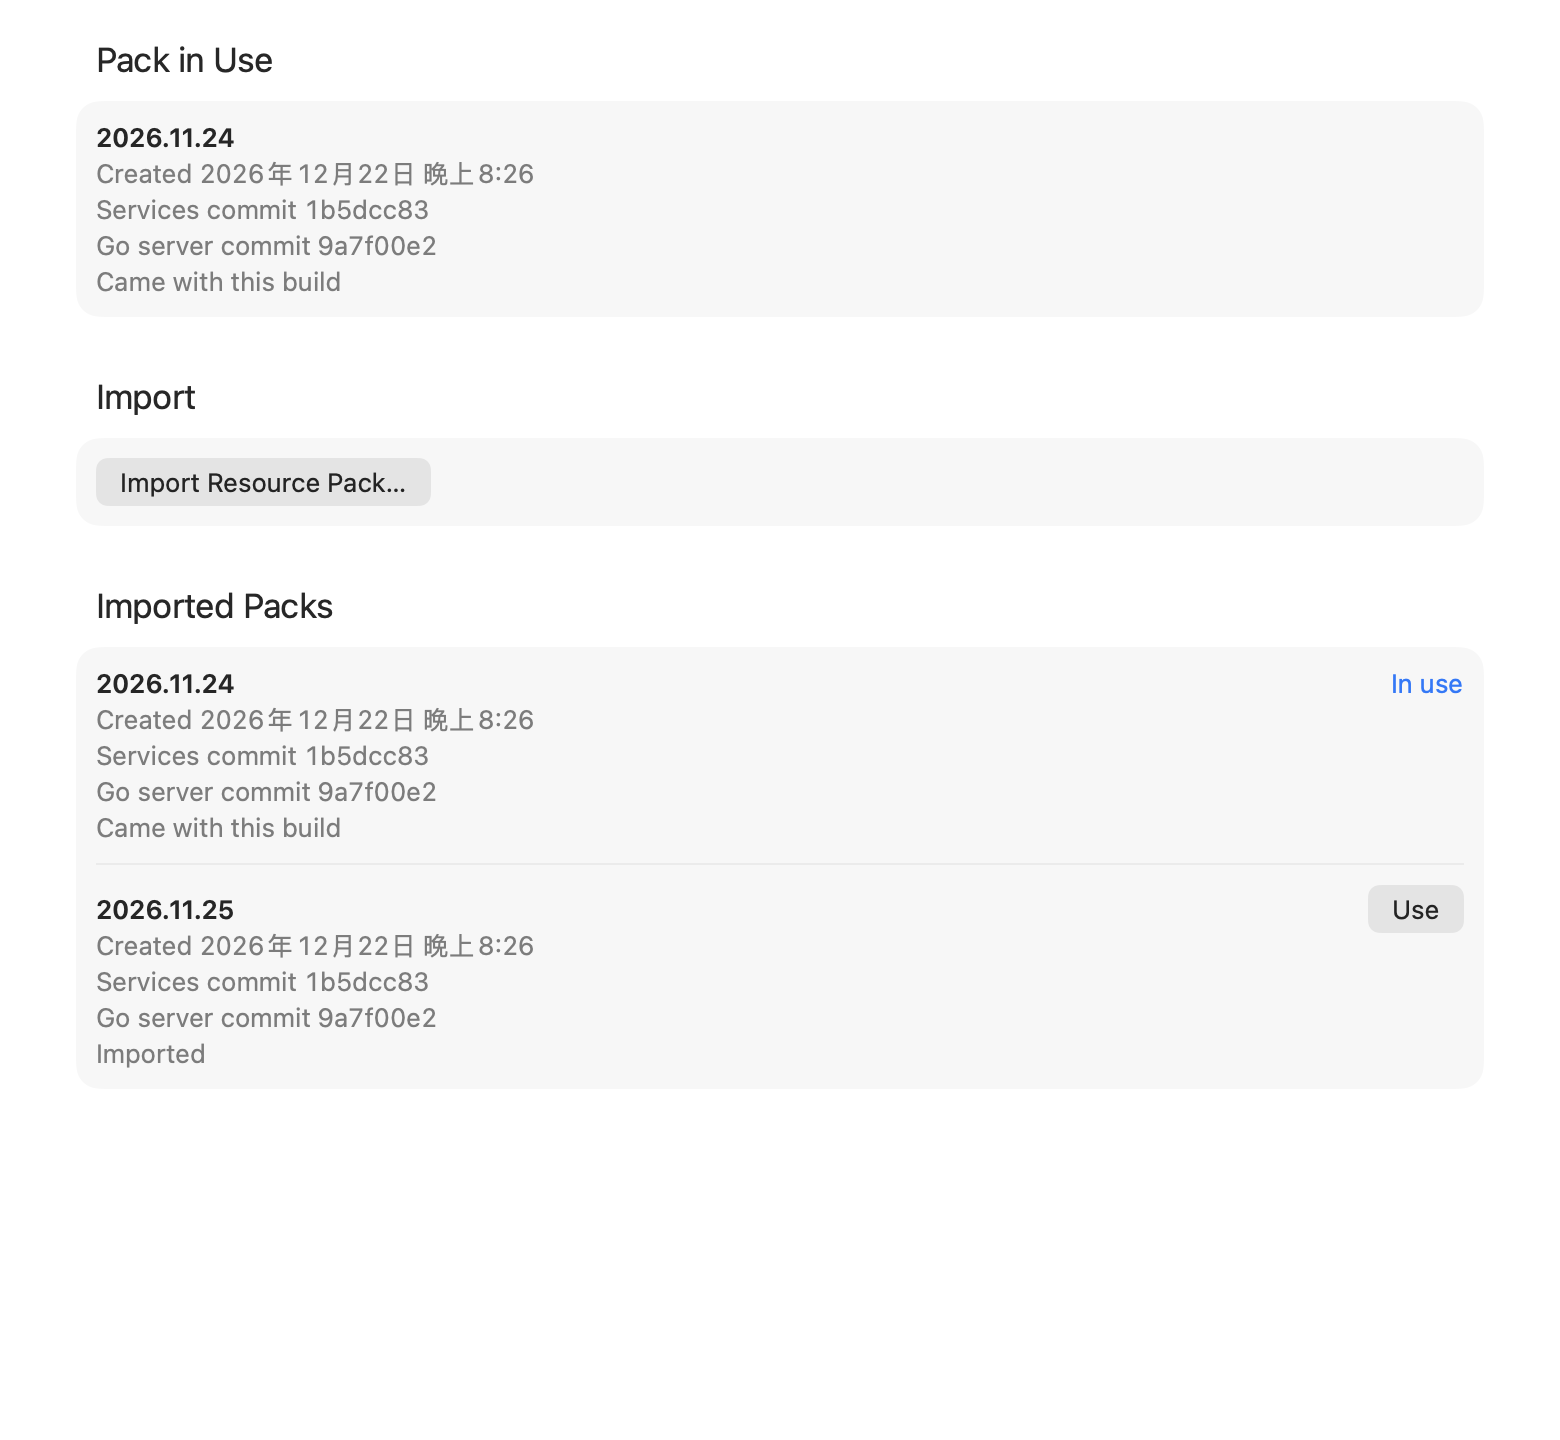 Pack in Use
2026.11.24
Created 2026年12月22日 晚上8:26
Services commit 1b5dcc83
Go server commit 9a7f00e2
Came with this build
Import
Import Resource Pack...
Imported Packs
2026.11.24
In use
Created 2026年12月22日 晚上8:26
Services commit 1b5dcc83
Go server commit 9a7f00e2
Came with this build
2026.11.25
Use
Created 2026年12月22日 晚上8:26
Services commit 1b5dcc83
Go server commit 9a7f00e2
Imported